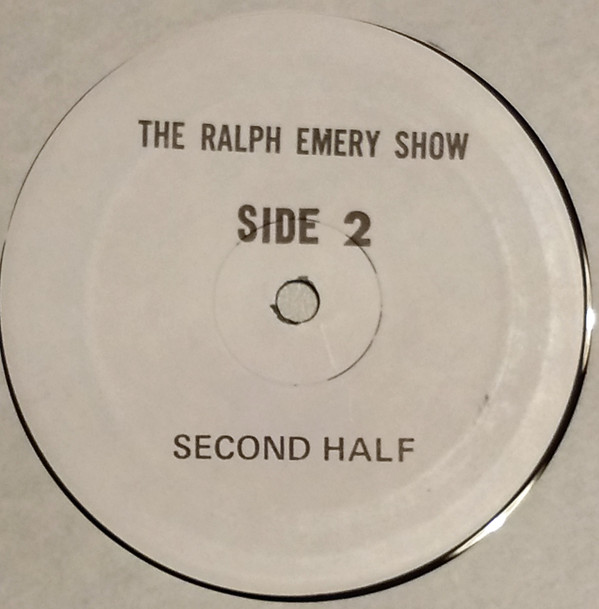 THE RALPH EMERY SHOW
SIDE 2
SECOND HALF